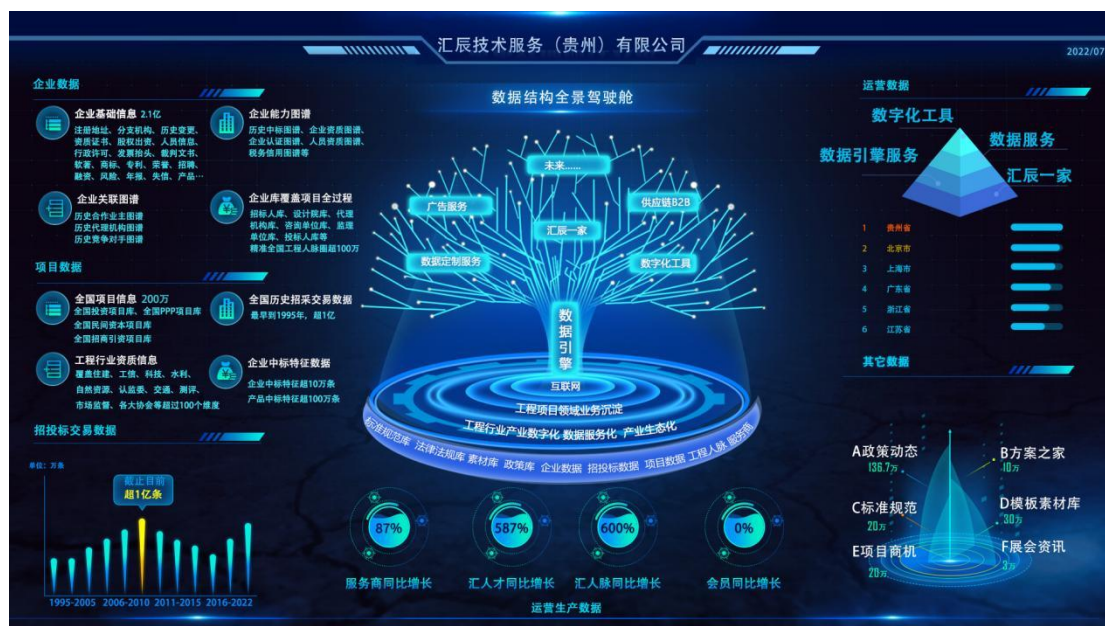 汇辰技术服务（贵州）有限公司
2022/07
企业数据
企业基础信息 2.1亿
注册地址、分支机构、历史变更、
资质证书、股权出资、人员信息、
行政许可、发票抬头、裁判文书、
软著、商标、专利、荣誉、招聘、
融资、风险、年报、失信、产品…
企业能力图谱
历史中标图谱、企业资质图谱、
企业认证图谱、人员资质图谱、
税务信用图谱等
企业关联图谱
历史合作业主图谱
历史代理机构图谱
历史竞争对手图谱
企业库覆盖项目全过程
招标人库、设计院库、代理
机构库、咨询单位库、监理
单位库、投标人库等
精准全国工程人脉圈超100万
项目数据
全国项目信息 200万
全国投资项目库、全国PPP项目库
全国民间资本项目库
全国招商引资项目库
全国历史招采交易数据
最早到1995年，超1亿
工程行业资质信息
覆盖住建、工信、科技、水利、
自然资源、认监委、交通、测评、
市场监督、各大协会等超过100个维度
企业中标特征数据
企业中标特征超10万条
产品中标特征超100万条
招投标交易数据
单位：万条
截止目前
超1亿条
1995-2005 2006-2010 2011-2015 2016-2022
数据结构全景驾驶舱
未来......
广告服务
供应链B2B
汇辰一家
数据定制服务
数字化工具
数据引擎
互联网
工程项目领域业务沉淀
工程行业产业数字化 数据服务化 产业生态化
标准规范库 法律法规库 素材库 政策库 企业数据 招投标数据 项目数据 工程人脉 服务商
87%
587%
600%
0%
服务商同比增长
汇人才同比增长
汇人脉同比增长
会员同比增长
运营生产数据
运营数据
数字化工具
数据服务
数据引擎服务
汇辰一家
1 贵州省
2 北京市
3 上海市
4 广东省
5 浙江省
6 江苏省
其它数据
A政策动态
136.7万
B方案之家
10万
C标准规范
20万
D模板素材库
30万
E项目商机
20万
F展会资讯
3万